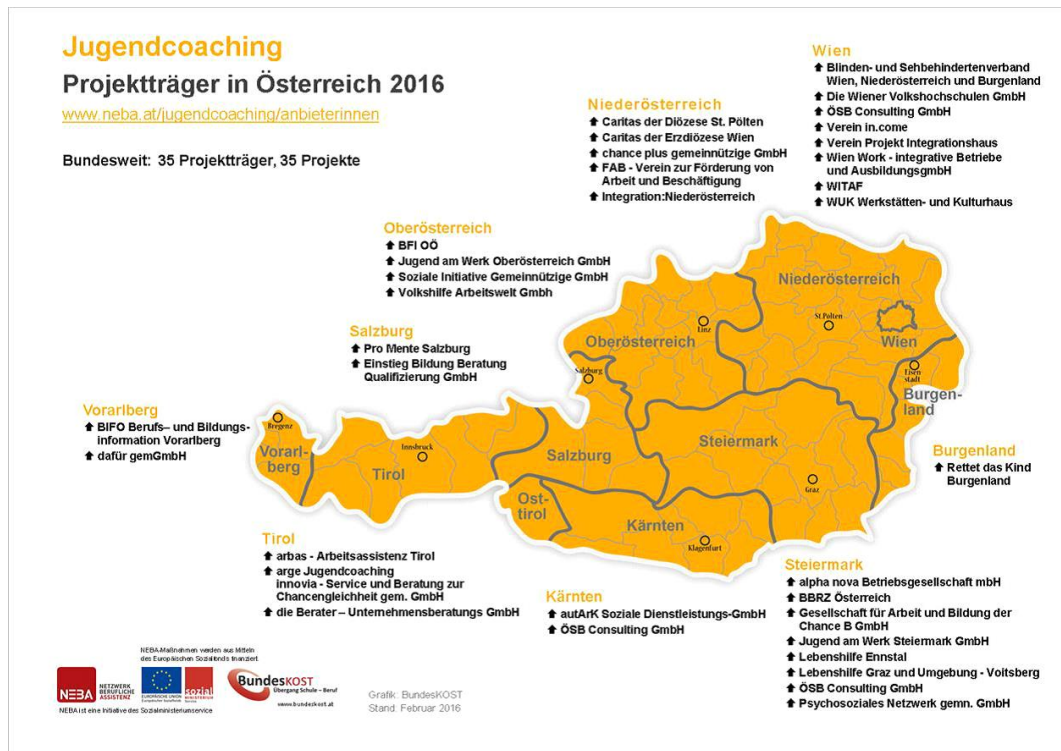 Jugendcoaching
Projektträger in Österreich 2016
www.neba.at/jugendcoaching/anbieterinnen
Bundesweit: 35 Projektträger, 35 Projekte
Wien
Blinden- und Sehbehindertenverband
Wien, Niederösterreich und Burgenland
Die Wiener Volkshochschulen GmbH
ÖSB Consulting GmbH
Verein in.come
Verein Projekt Integrationshaus
Wien Work - integrative Betriebe
und AusbildungsgmbH
WITAF
WUK Werkstätten- und Kulturhaus
Niederösterreich
Caritas der Diözese St. Pölten
Caritas der Erzdiözese Wien
chance plus gemeinnützige GmbH
FAB - Verein zur Förderung von
Arbeit und Beschäftigung
Integration:Niederösterreich
Oberösterreich
BFI OÖ
Jugend am Werk Oberösterreich GmbH
Soziale Initiative Gemeinnützige GmbH
Volkshilfe Arbeitswelt Gmbh
Salzburg
Pro Mente Salzburg
Einstieg Bildung Beratung
Qualifizierung GmbH
Vorarlberg
BIFO Berufs– und Bildungs-
information Vorarlberg
dafür gemGmbH
Niederösterreich
St.Pölten
Wien
Linz
Oberösterreich
Salzburg
Eisen
stadt
Burgen-
land
Bregenz
Vorarl-
berg
Innsbruck
Tirol
Salzburg
Steiermark
Graz
Ost-
tirol
Kärnten
Klagenfurt
Burgenland
Rettet das Kind
Burgenland
Tirol
arbas - Arbeitsassistenz Tirol
arge Jugendcoaching
innovia - Service und Beratung zur
Chancengleichheit gem. GmbH
die Berater – Unternehmensberatungs GmbH
Kärnten
autArK Soziale Dienstleistungs-GmbH
ÖSB Consulting GmbH
Steiermark
alpha nova Betriebsgesellschaft mbH
BBRZ Österreich
Gesellschaft für Arbeit und Bildung der
Chance B GmbH
Jugend am Werk Steiermark GmbH
Lebenshilfe Ennstal
Lebenshilfe Graz und Umgebung - Voitsberg
ÖSB Consulting GmbH
Psychosoziales Netzwerk gemn. GmbH
NEBA-Maßnahmen werden aus Mitteln
des Europäischen Sozialfonds finanziert
NEBA
NETZWERK
BERUFLICHE
ASSISTENZ
EUROPÄISCHE UNION
Europäischer Sozialfonds
sozial
MINISTERIUM
Service
BundesKOST
Übergang Schule – Beruf
www.bundeskost.at
NEBA ist eine Initiative des Sozialministeriumservice
Grafik: BundesKOST
Stand: Februar 2016